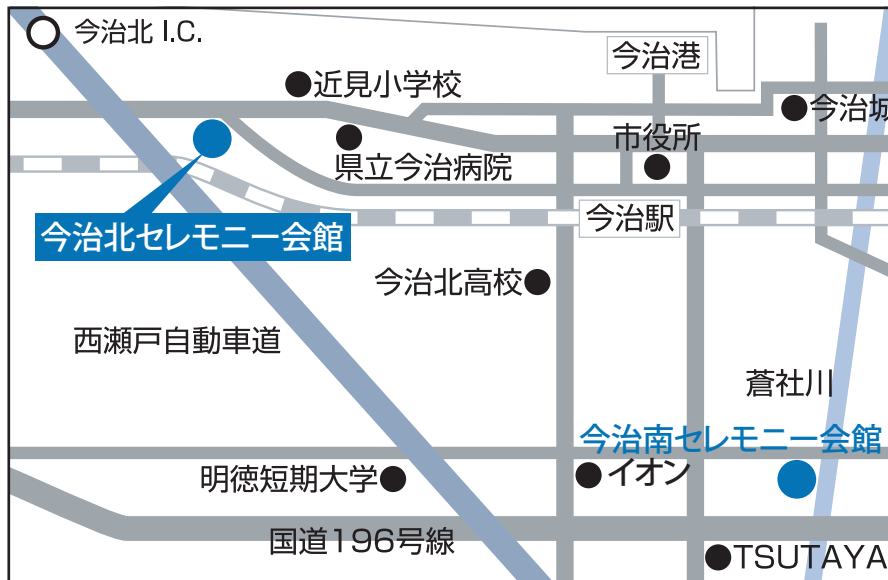 今治北 I.C.
今治港
近見小学校
今治城
市役所
県立今治病院
今治駅
今治北セレモニー会館
今治北高校
西瀬戸自動車道
蒼社川
今治南セレモニー会館
明徳短期大学
イオン
国道196号線
TSUTAYA